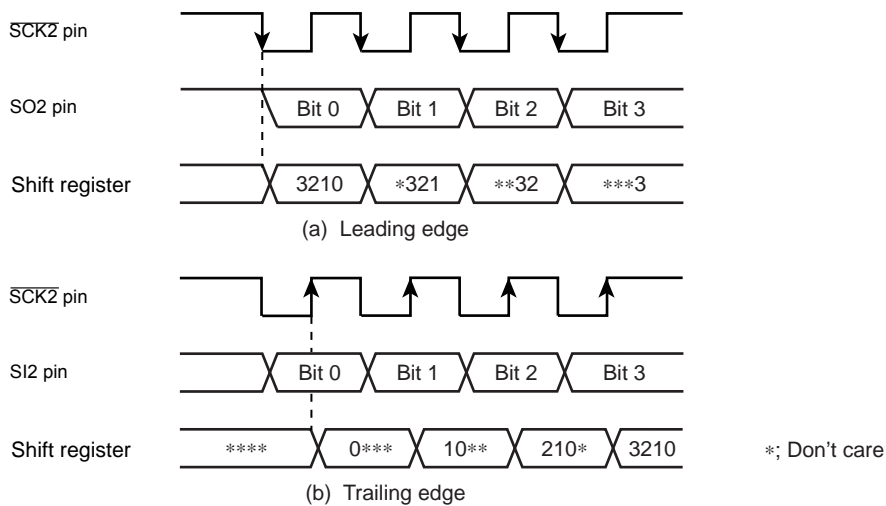 SCK2 pin
SO2 pin
Bit 0 Bit 1 Bit 2 Bit 3
Shift register
3210 *321 **32 ***3
(a) Leading edge
SCK2 pin
SI2 pin
Bit 0 Bit 1 Bit 2 Bit 3
Shift register
**** 0*** 10** 210* 3210
*; Don't care
(b) Trailing edge